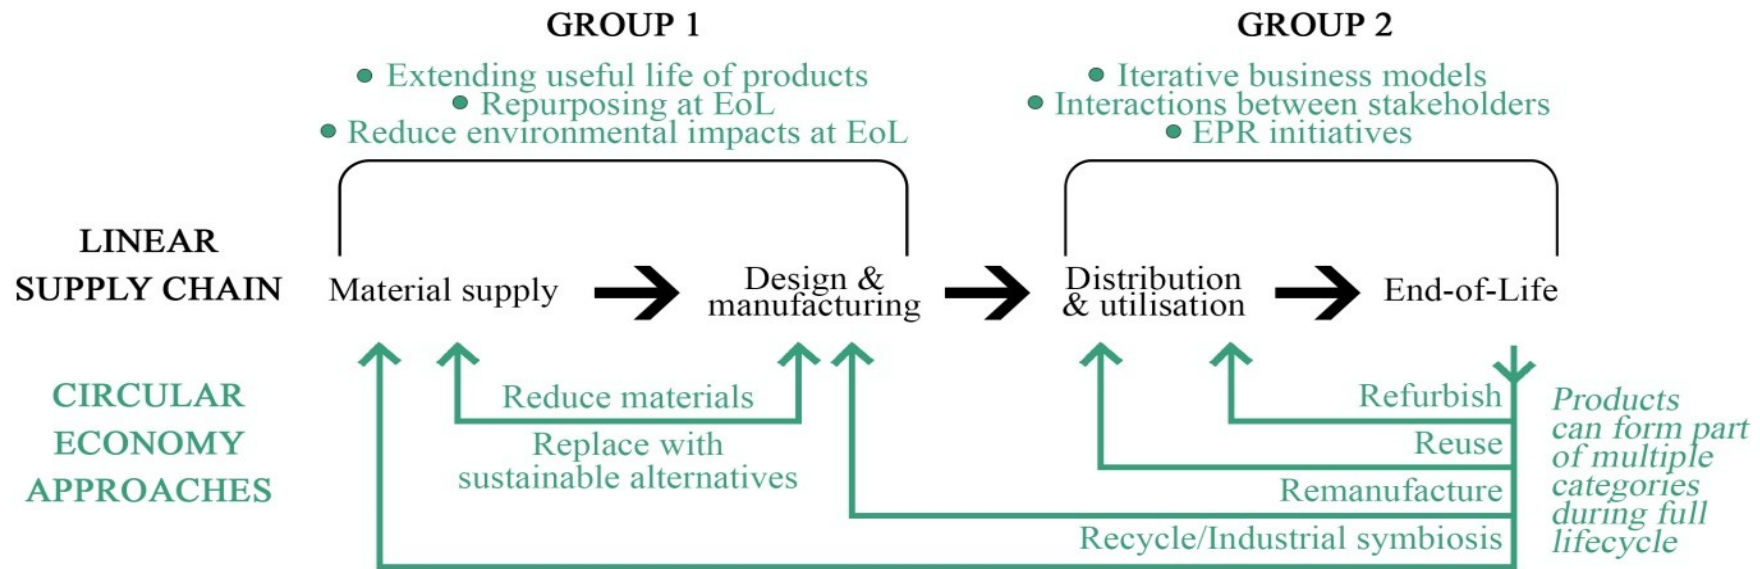 GROUP 1
• Extending useful life of products
• Repurposing at EoL
• Reduce environmental impacts at EoL
GROUP 2
• Iterative business models
• Interactions between stakeholders
• EPR initiatives
LINEAR
SUPPLY CHAIN
Material supply
Design &
manufacturing
Distribution
& utilisation
End-of-Life
CIRCULAR
ECONOMY
APPROACHES
Reduce materials
Replace with
sustainable alternatives
Refurbish
Reuse
Remanufacture
Recycle/Industrial symbiosis
Products
can form part
of multiple
categories
during full
lifecycle